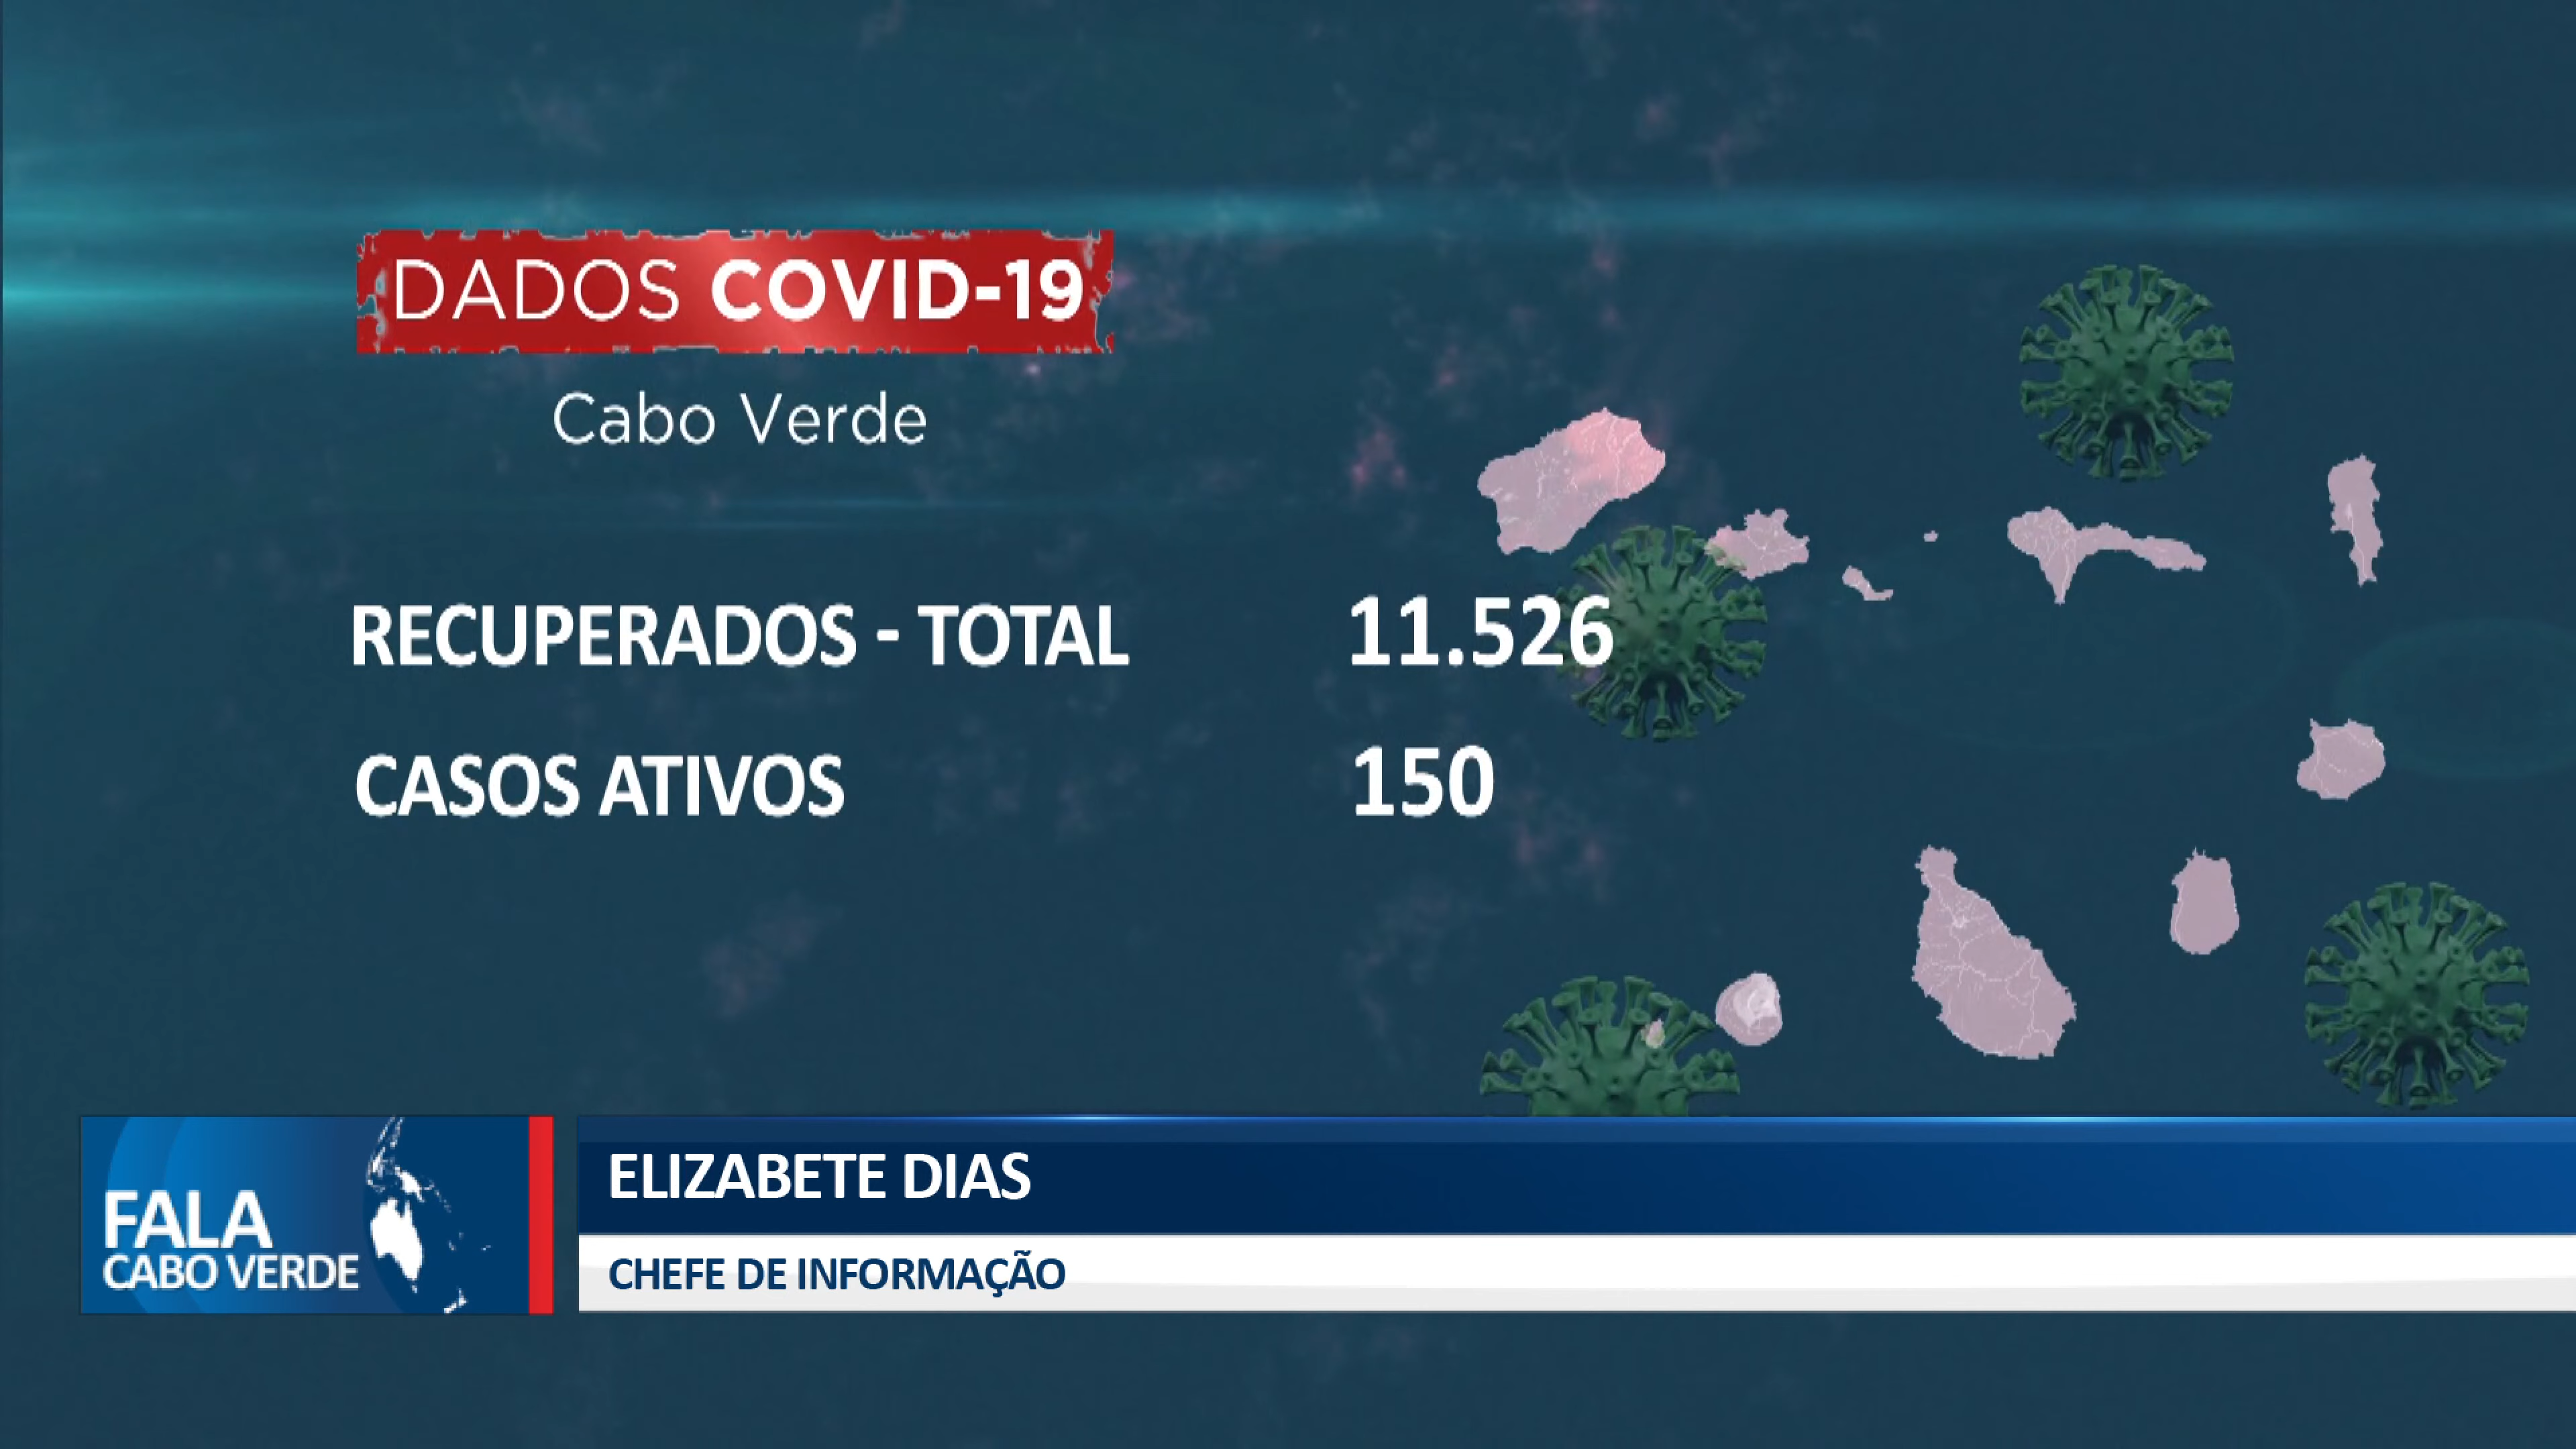 DADOS COVID-19
Cabo Verde
RECUPERADOS - TOTAL 11.526
CASOS ATIVOS 150
FALA
CABO VERDE
ELIZABETE DIAS
CHEFE DE INFORMAÇÃO